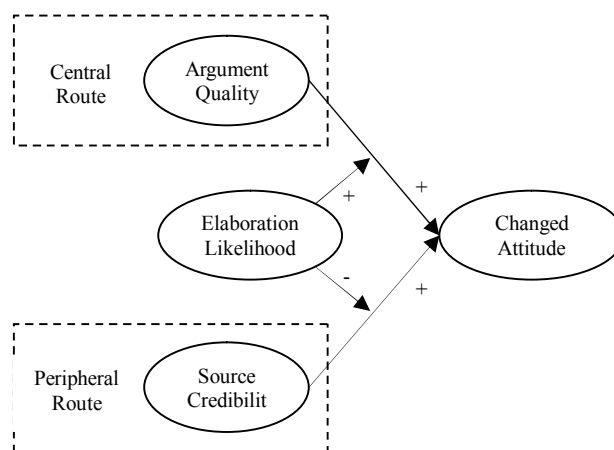 Central
Route
Argument
Quality
+
+
Elaboration
Likelihood
Changed
Attitude
-
+
Peripheral
Route
Source
Credibilit